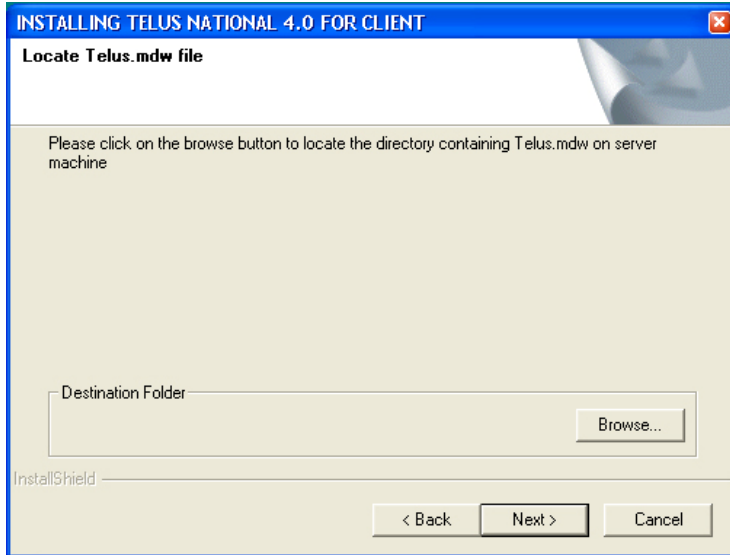 INSTALLING TELUS NATIONAL 4.0 FOR CLIENT
Locate Telus.mdw file
Please click on the browse button to locate the directory containing Telus.mdw on server
machine
Destination Folder
Browse...
InstallShield
< Back
Next >
Cancel